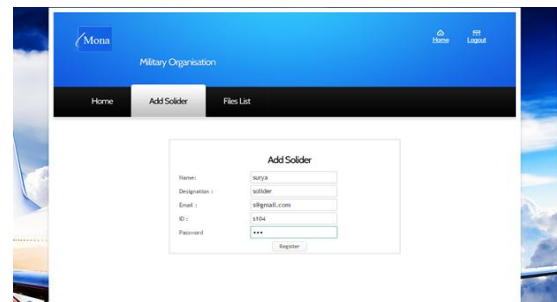 Mona
Home Logout
Military Organisation
Home Add Solider Files List
Add Solider
Name: surya
Designation : soliider
Email : s@gmail.com
ID : s104
Password •••
Register